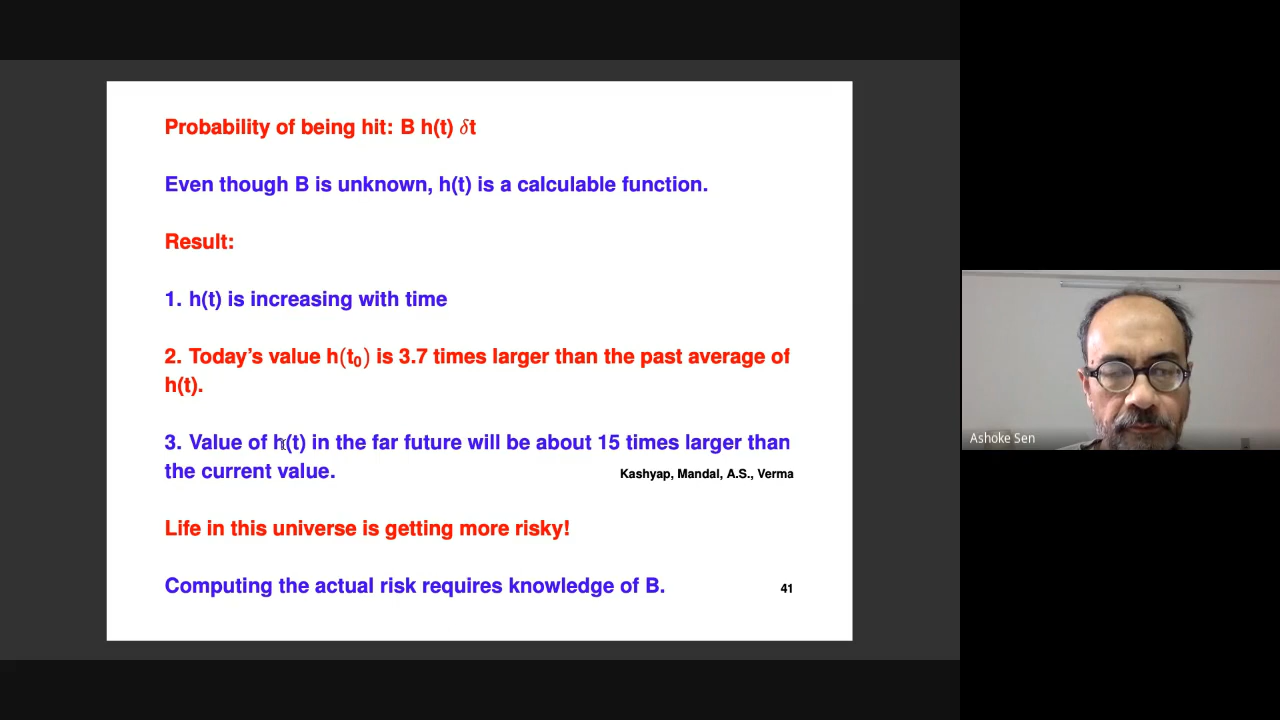 Probability of being hit: B h(t) δt
Even though B is unknown, h(t) is a calculable function.
Result:
1. h(t) is increasing with time
2. Today's value h(t₀) is 3.7 times larger than the past average of
h(t).
3. Value of h(t) in the far future will be about 15 times larger than
the current value.
Kashyap, Mandal, A.S., Verma
Life in this universe is getting more risky!
Computing the actual risk requires knowledge of B.
41
Ashoke Sen